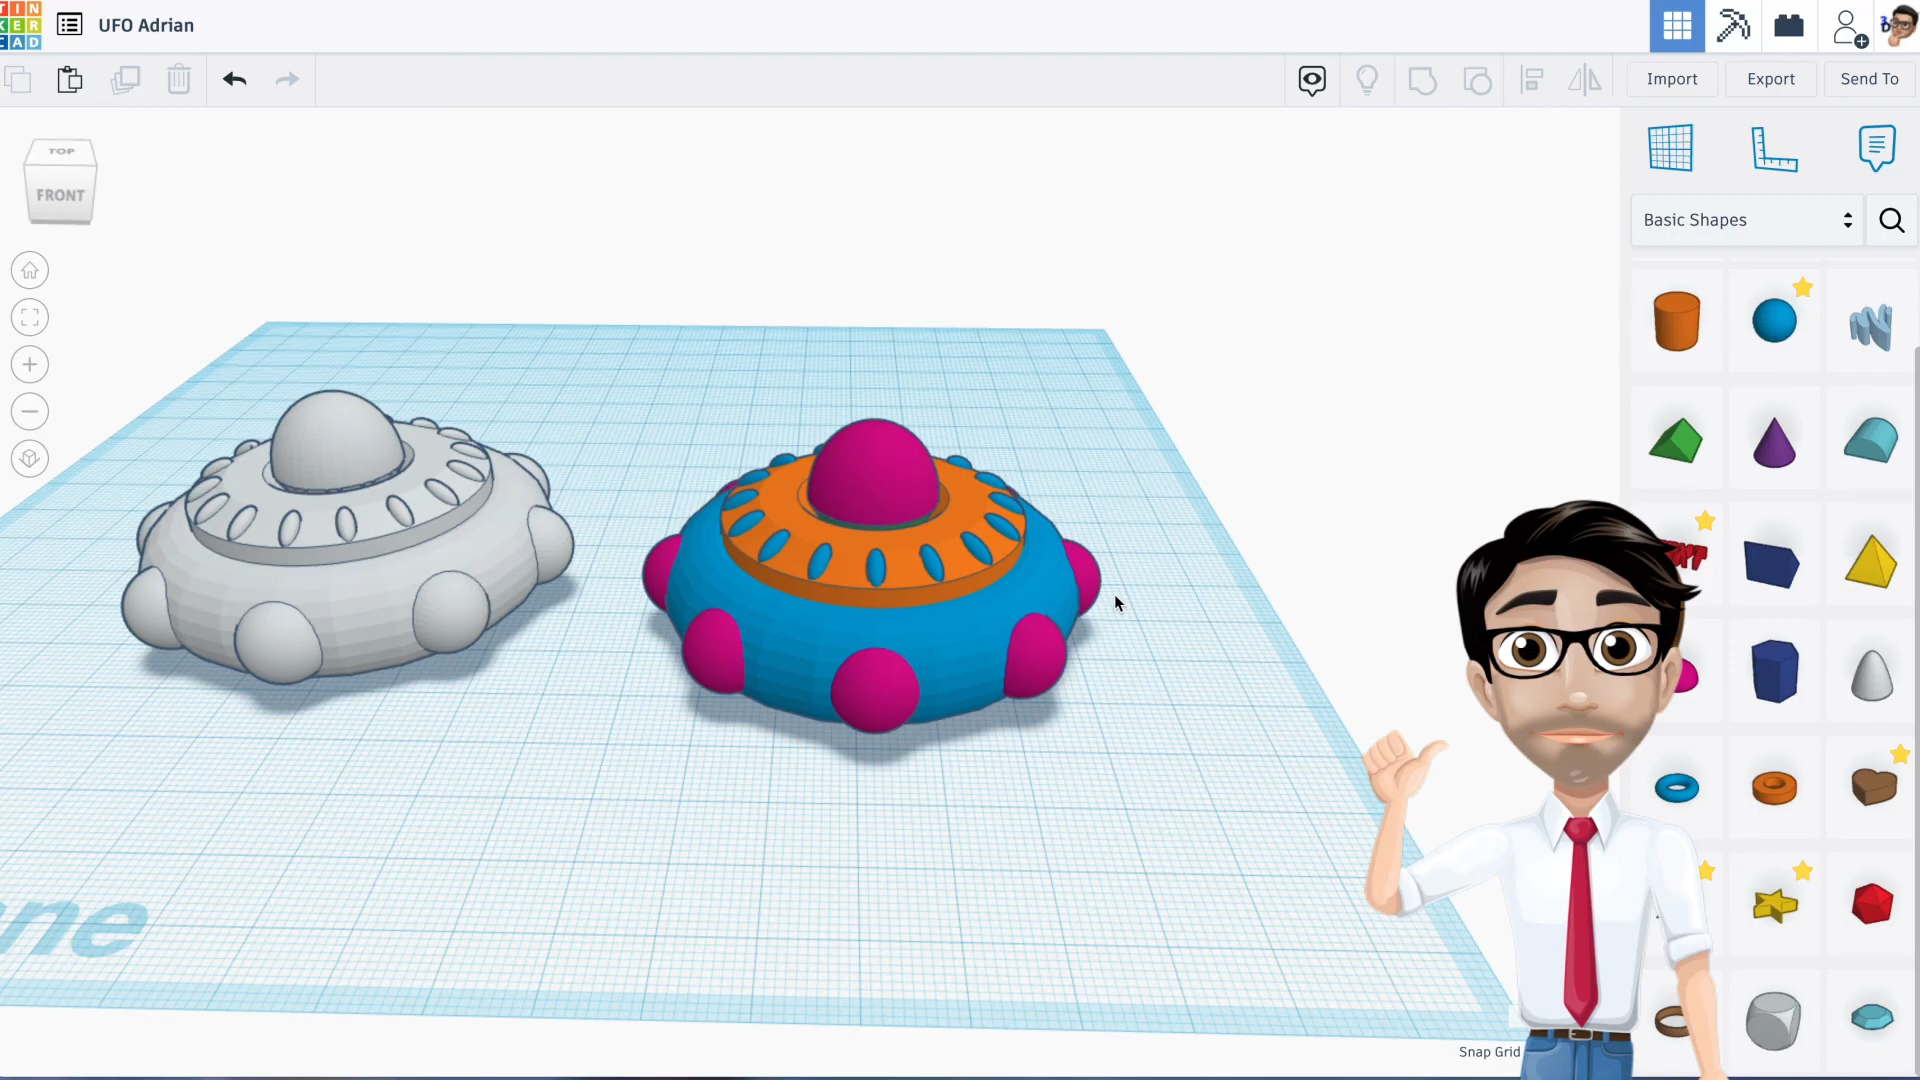 TIN
KER
CAD
UFO Adrian
Import
Export
Send To
TOP
FRONT
Basic Shapes
Snap Grid